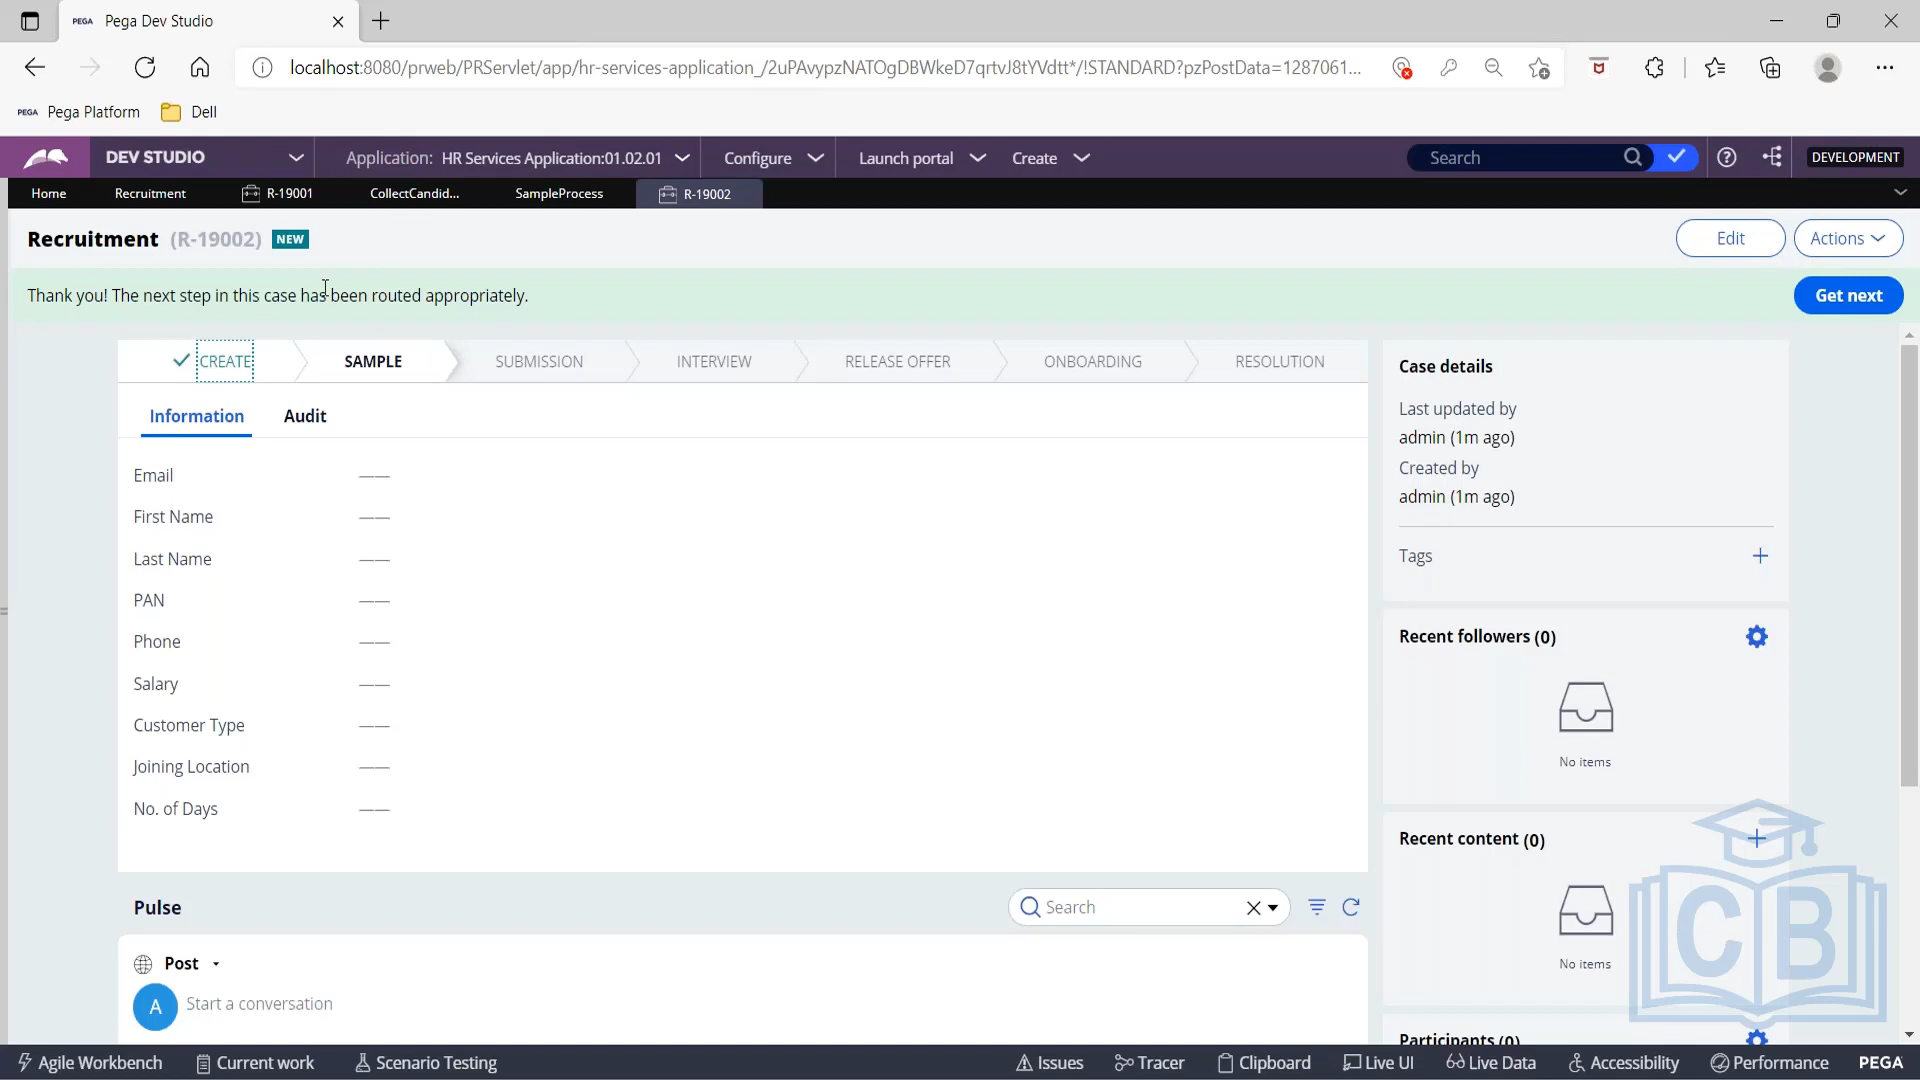 PEGA Pega Dev Studio
localhost:8080/prweb/PRServlet/app/hr-services-application_/2uPAvypzNATOgDBWkeD7qrtvJ8tYVdtt*/!STANDARD?pzPostData=1287061...
PEGA Pega Platform Dell
DEV STUDIO Application: HR Services Application:01.02.01 Configure Launch portal Create Search DEVELOPMENT
Home Recruitment R-19001 CollectCandid... SampleProcess R-19002
Recruitment (R-19002) NEW Edit Actions
Thank you! The next step in this case has been routed appropriately. Get next
CREATE SAMPLE SUBMISSION INTERVIEW RELEASE OFFER ONBOARDING RESOLUTION
Information Audit
Email ——
First Name ——
Last Name ——
PAN ——
Phone ——
Salary ——
Customer Type ——
Joining Location ——
No. of Days ——
Case details
Last updated by
admin (1m ago)
Created by
admin (1m ago)
Tags
Recent followers (0)
No items
Recent content (0)
No items
Participants (0)
CB
Pulse Search
Post
A Start a conversation
Agile Workbench Current work Scenario Testing Issues Tracer Clipboard Live UI Live Data Accessibility Performance PEGA